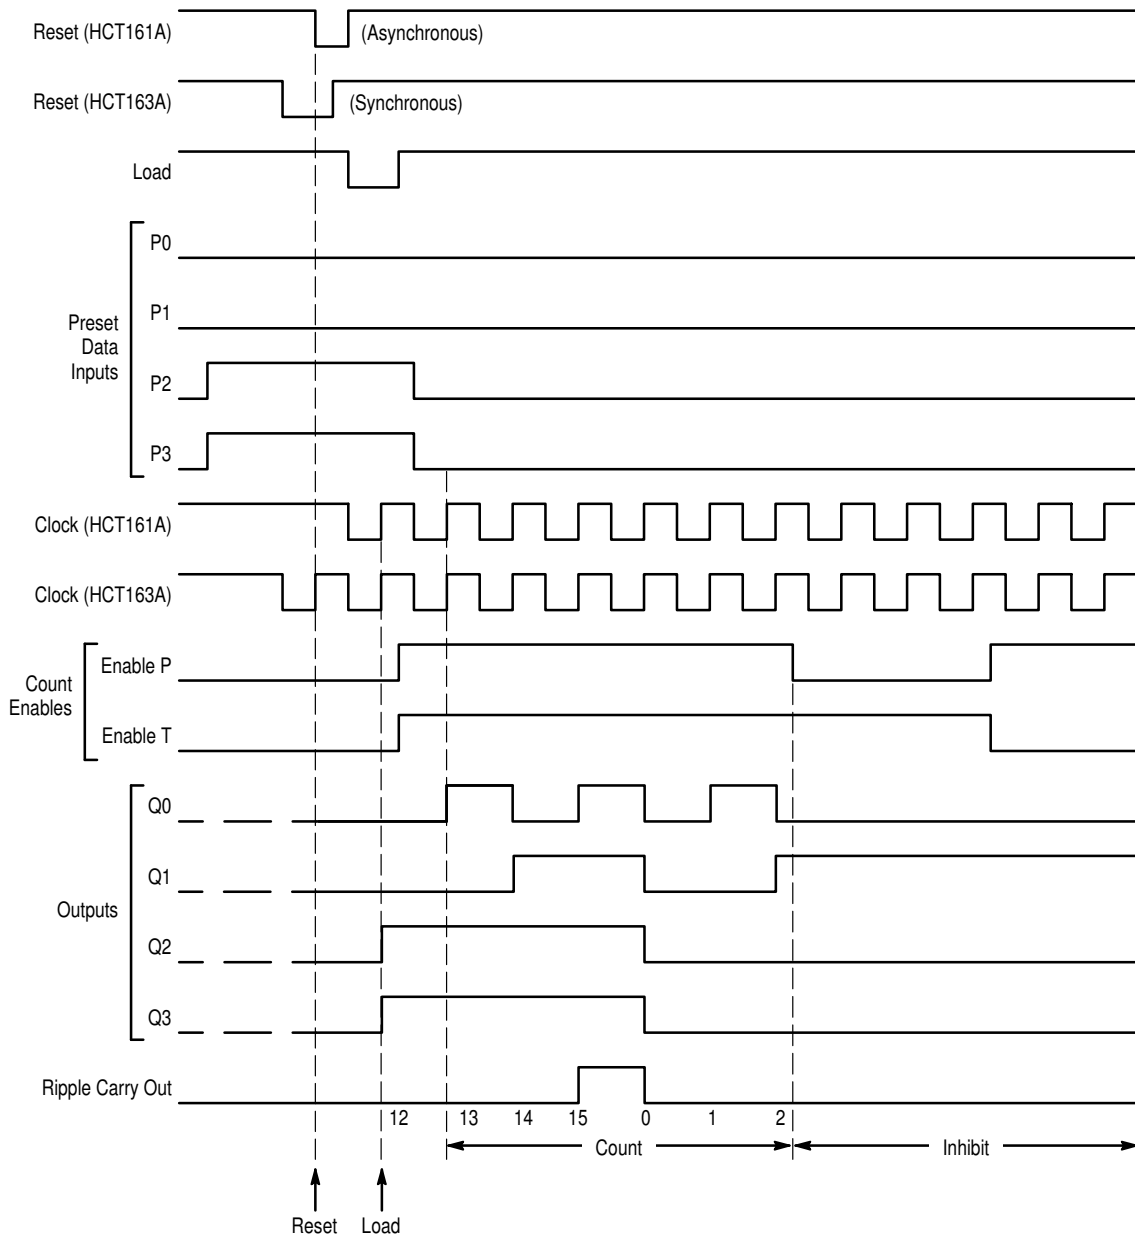 Reset (HCT161A)
(Asynchronous)
Reset (HCT163A)
(Synchronous)
Load
Preset
Data
Inputs
P0
P1
P2
P3
Clock (HCT161A)
Clock (HCT163A)
Count
Enables
Enable P
Enable T
Outputs
Q0
Q1
Q2
Q3
Ripple Carry Out
12 13 14 15 0 1 2
Count Inhibit
Reset Load